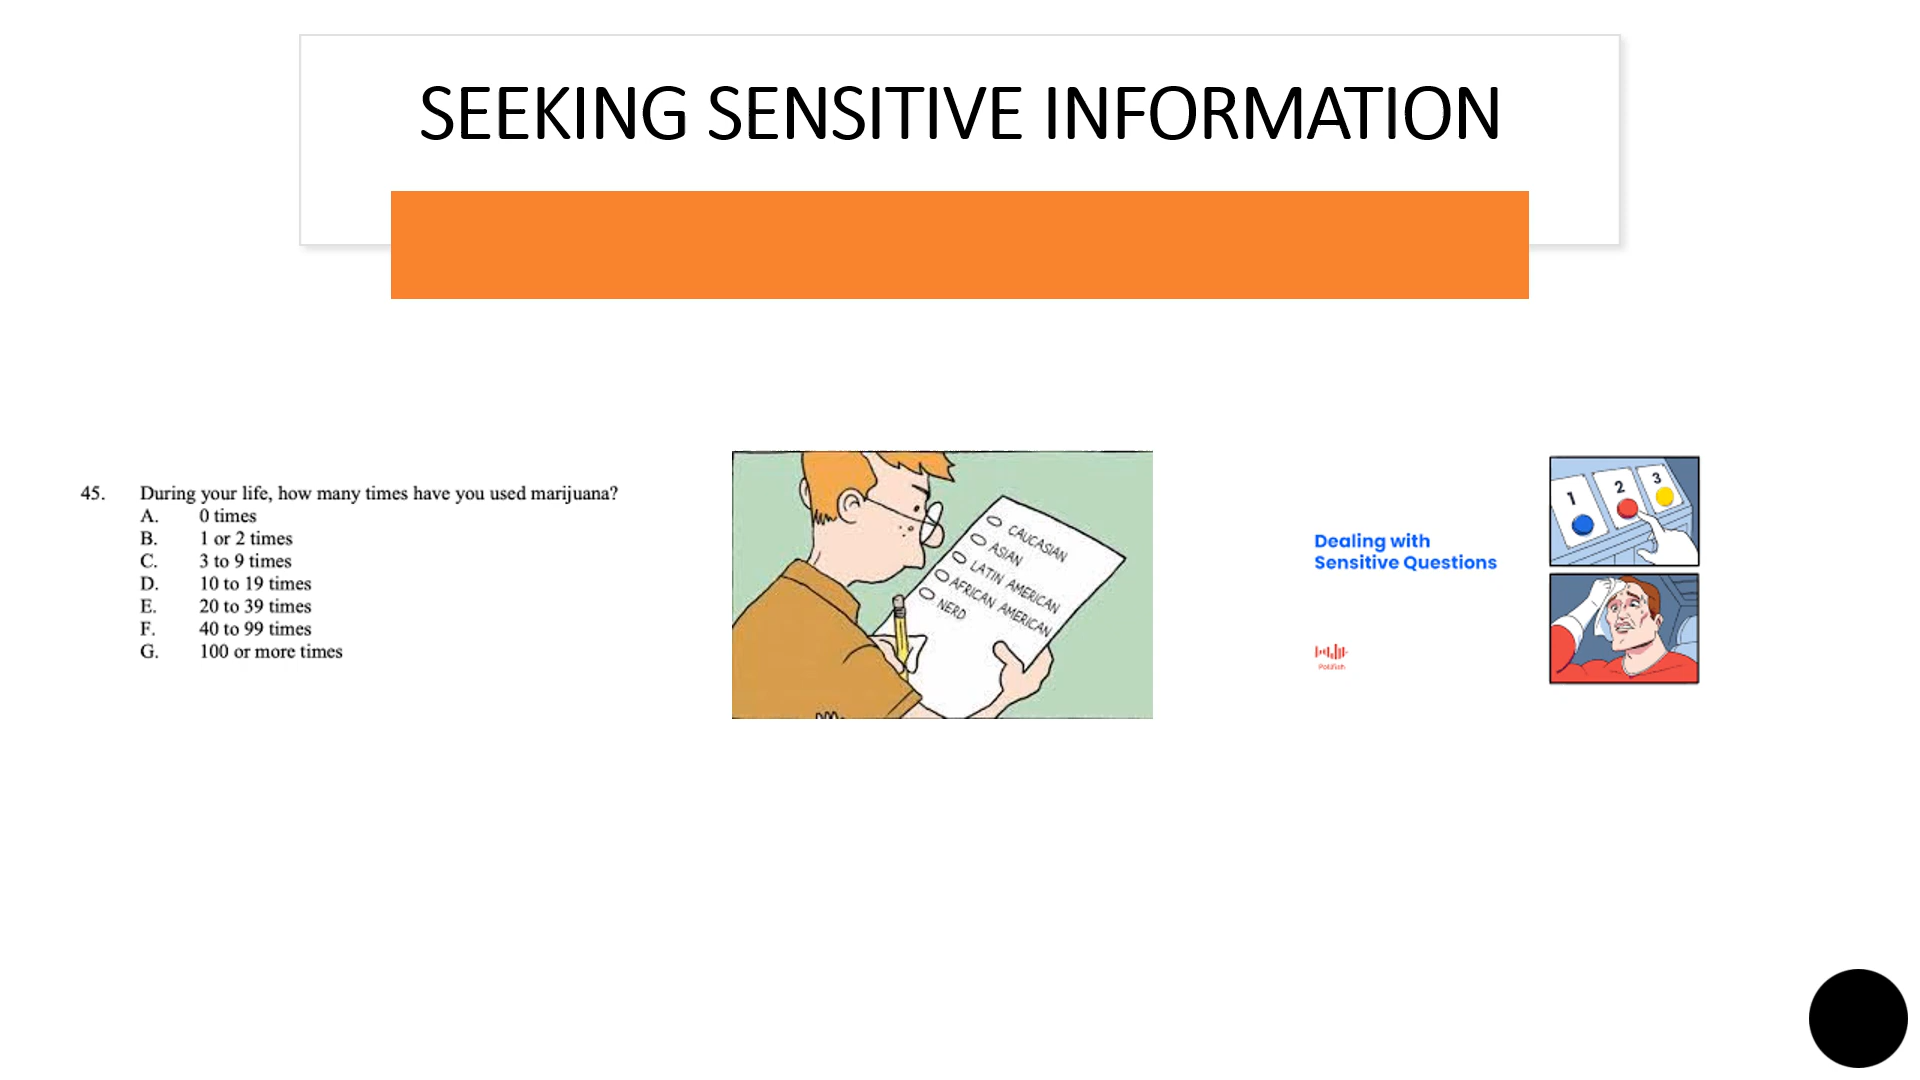 SEEKING SENSITIVE INFORMATION
45. During your life, how many times have you used marijuana?
A. 0 times
B. 1 or 2 times
C. 3 to 9 times
D. 10 to 19 times
E. 20 to 39 times
F. 40 to 99 times
G. 100 or more times
CAUCASIAN
ASIAN
LATIN AMERICAN
AFRICAN AMERICAN
NERD
Dealing with
Sensitive Questions
Pollfish
1 2 3